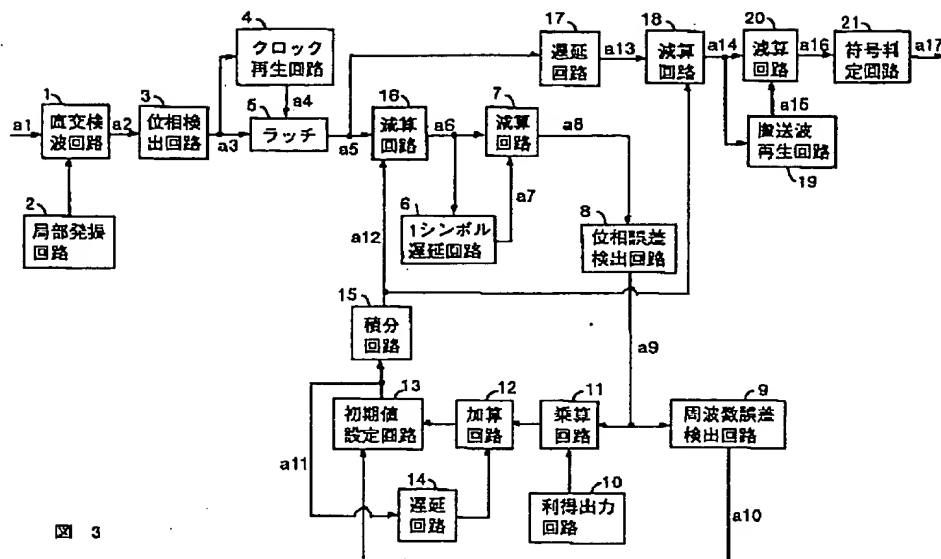 4
クロック
再生回路
17
遅延
回路
a13
18
減算
回路
a14
20
減算
回路
a16
21
符号判
定回路
a17
1
a1
直交検
波回路
a2
3
位相検
出回路
a3
a4
5
ラッチ
a5
16
減算
回路
a6
7
減算
回路
a8
a15
搬送波
再生回路
19
2
局部発振
回路
a12
6
1シンボル
遅延回路
a7
8
位相誤差
検出回路
15
積分
回路
a9
13
初期値
設定回路
12
加算
回路
11
乗算
回路
9
周波数誤差
検出回路
a11
14
遅延
回路
10
利得出力
回路
a10
図 3